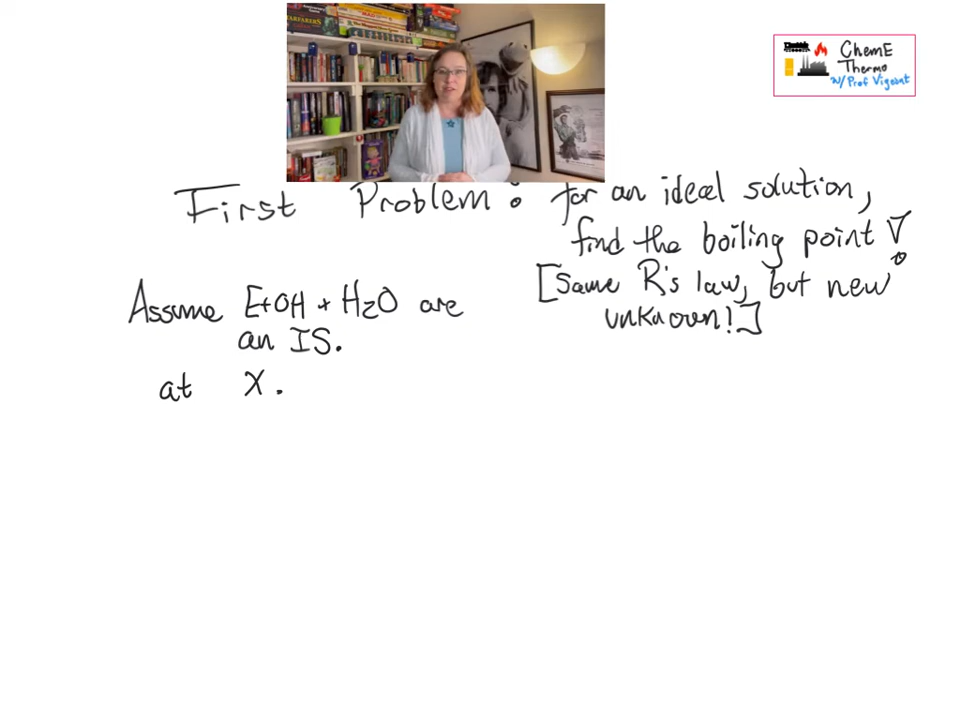 ChemE
Thermo
w/ Prof Vigeant
First Problem: for an ideal solution,
find the boiling point T
[Same R's law, but new
unknown!]
Assume EtOH + H2O are
an IS.
at X.